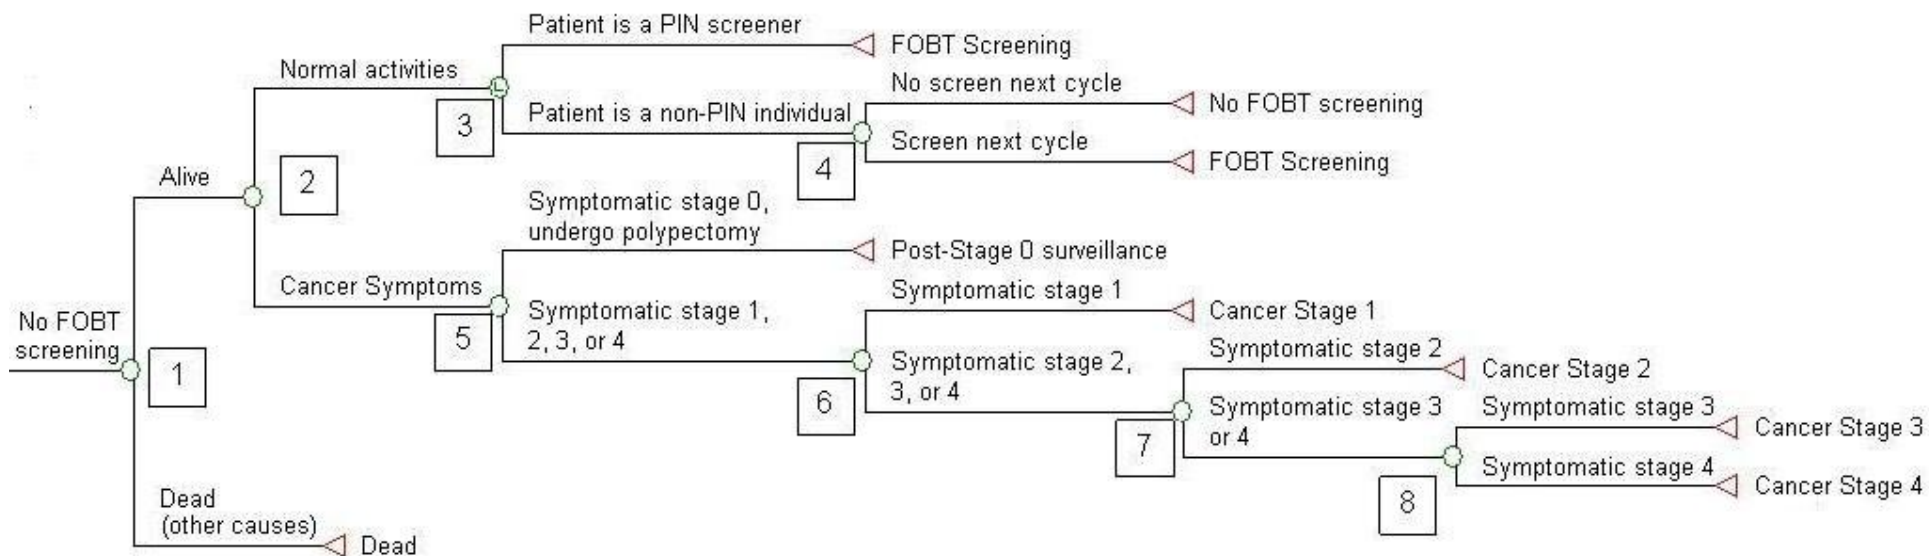 Patient is a PIN screener
FOBT Screening
Normal activities
No screen next cycle
3
Patient is a non-PIN individual
No FOBT screening
4
Screen next cycle
FOBT Screening
Alive
2
Symptomatic stage 0,
undergo polypectomy
Post-Stage 0 surveillance
Cancer Symptoms
5
Symptomatic stage 1,
2, 3, or 4
Symptomatic stage 1
Cancer Stage 1
No FOBT
screening
1
6
Symptomatic stage 2,
3, or 4
Symptomatic stage 2
Cancer Stage 2
7
Symptomatic stage 3
or 4
Symptomatic stage 3
Cancer Stage 3
8
Symptomatic stage 4
Cancer Stage 4
Dead
(other causes)
Dead